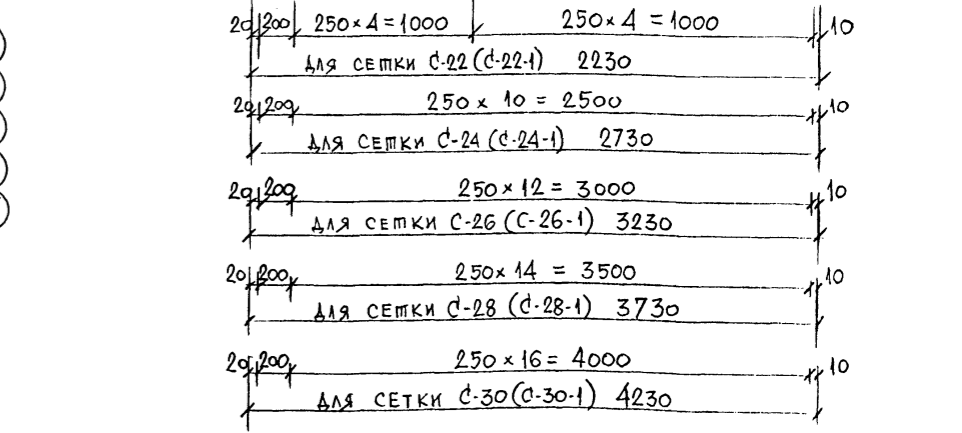 20 200 250×4=1000 250×4=1000 10
для сетки С-22 (С-22-1) 2230
20 200 250 × 10 = 2500 10
для сетки С-24 (С-24-1) 2730
20 200 250×12 = 3000 10
для сетки С-26 (С-26-1) 3230
20 200 250×14 = 3500 10
для сетки С-28 (С-28-1) 3730
20 200 250×16 = 4000 10
для сетки С-30 (С-30-1) 4230